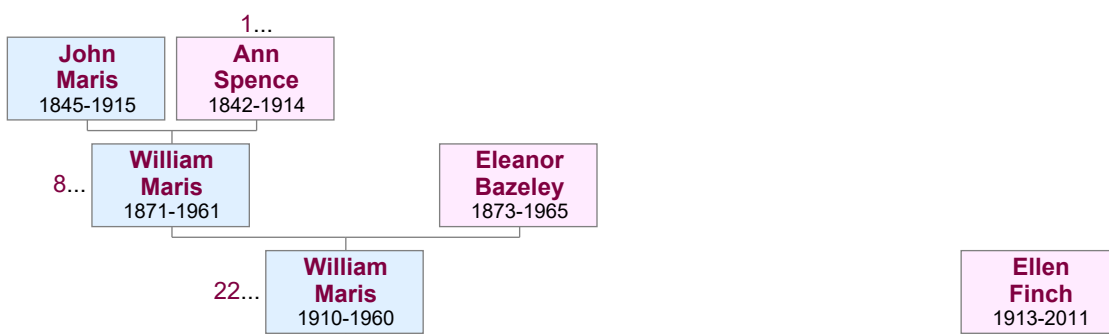 1...
John
Maris
1845-1915
Ann
Spence
1842-1914
8...
William
Maris
1871-1961
Eleanor
Bazeley
1873-1965
22...
William
Maris
1910-1960
Ellen
Finch
1913-2011